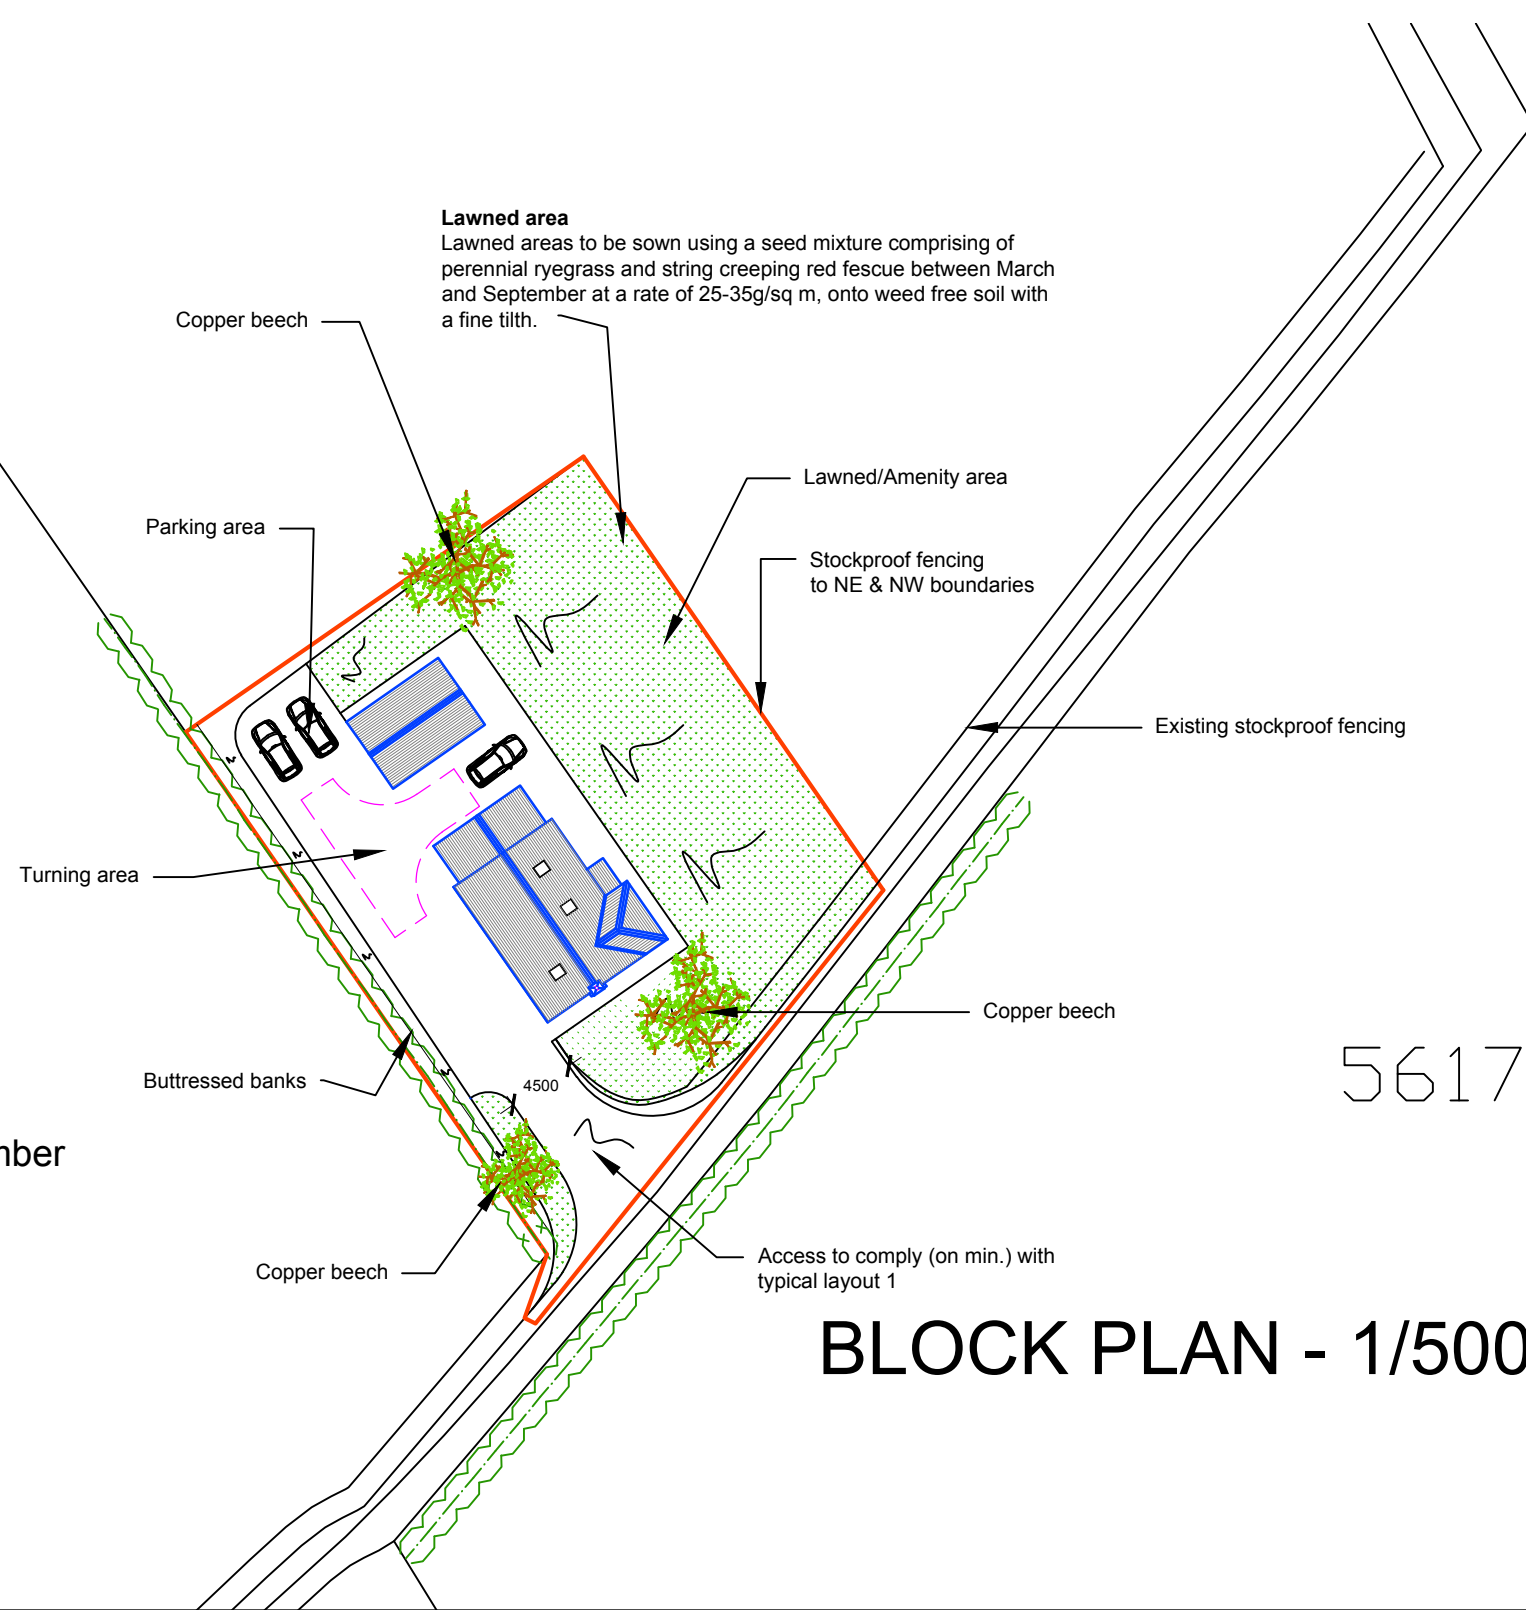 Lawned area
Lawned areas to be sown using a seed mixture comprising of
perennial ryegrass and string creeping red fescue between March
and September at a rate of 25-35g/sq m, onto weed free soil with
a fine tilth.
Copper beech
Lawned/Amenity area
Parking area
Stockproof fencing
to NE & NW boundaries
Existing stockproof fencing
Turning area
Copper beech
5617
Buttressed banks
4500
mber
Copper beech
Access to comply (on min.) with
typical layout 1
BLOCK PLAN - 1/500